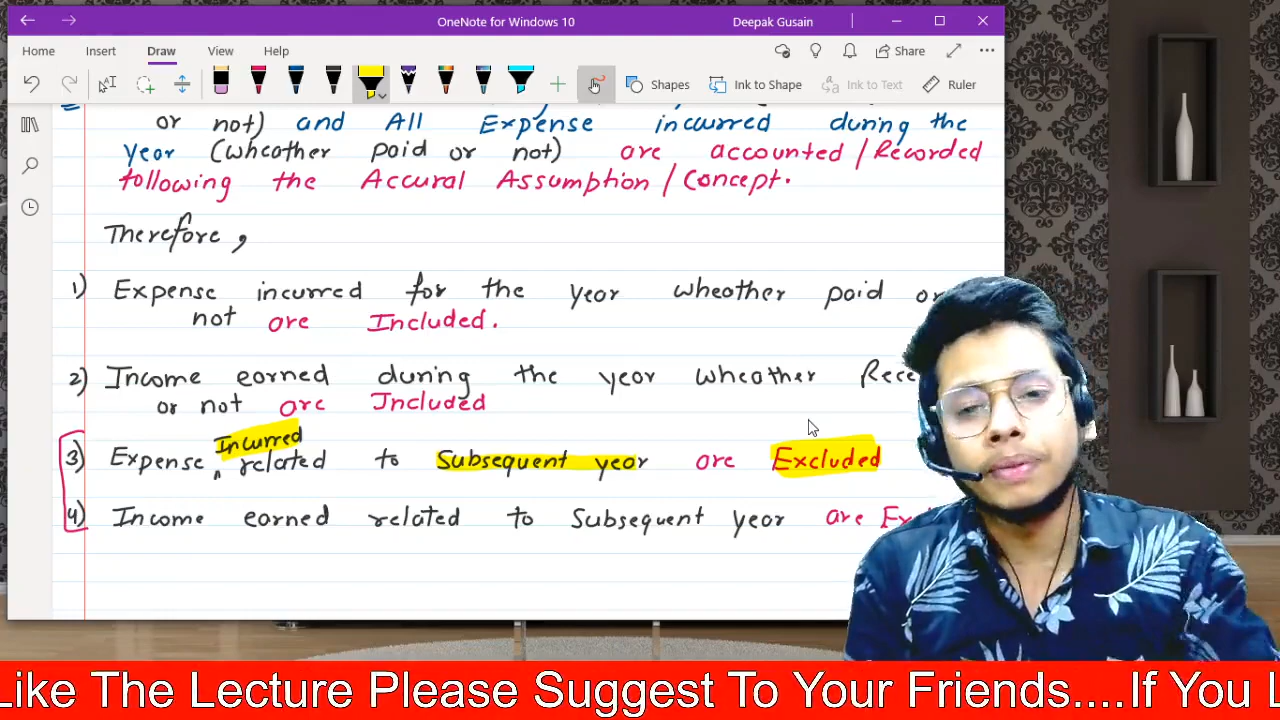 OneNote for Windows 10
Deepak Gusain
Home Insert Draw View Help
Share
Shapes
Ink to Shape
Ink to Text
Ruler
or not) and All Expense incurred during the
year (wheather paid or not) are accounted/Recorded
following the Accural Assumption/Concept.
Therefore,
1) Expense incurred for the year wheather paid or
not are Included.
2) Income earned during the year wheather
or not are Included
3) Expense Incurred related to Subsequent year are Excluded
4) Income earned related to Subsequent year are
Like The Lecture Please Suggest To Your Friends....If You L